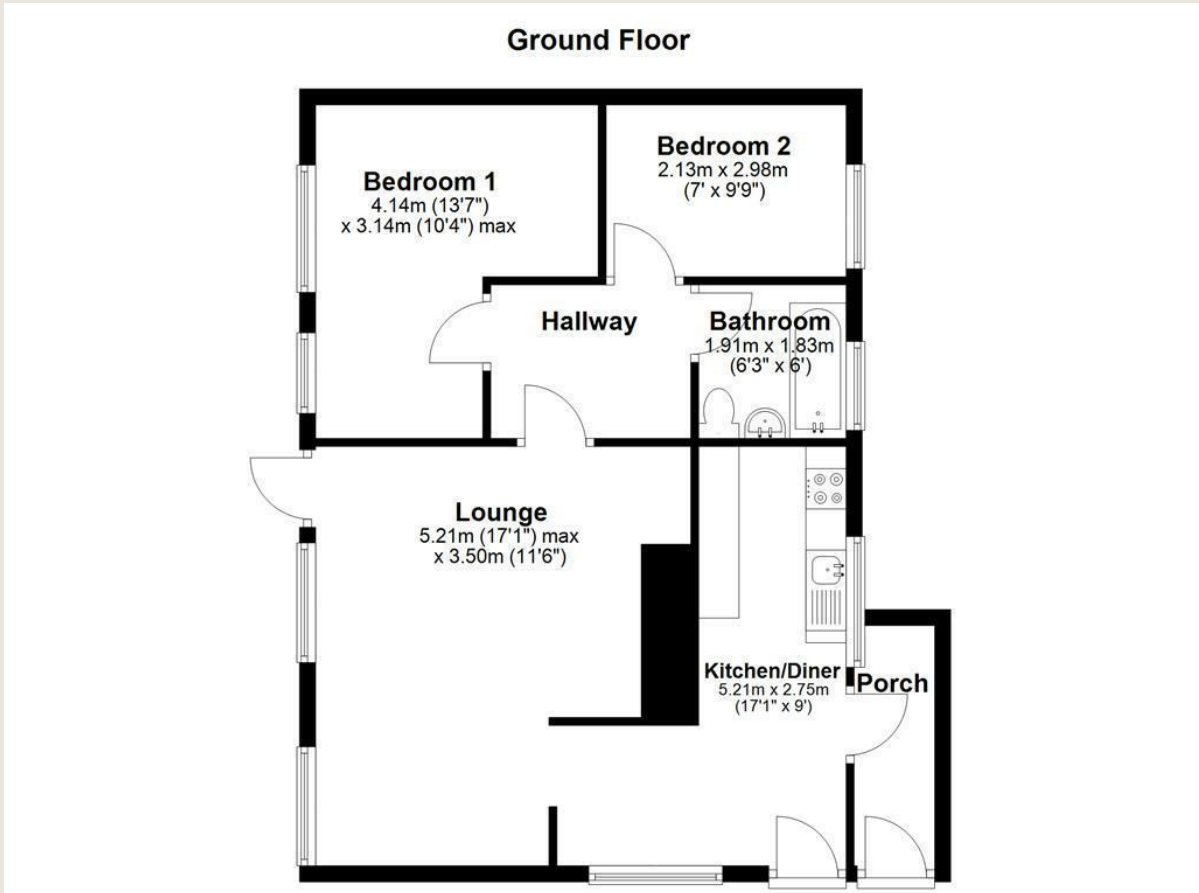 Ground Floor
Bedroom 1
4.14m (13'7")
x 3.14m (10'4") max
Bedroom 2
2.13m x 2.98m
(7' x 9'9")
Hallway
Bathroom
1.91m x 1.83m
(6'3" x 6')
Lounge
5.21m (17'1") max
x 3.50m (11'6")
Kitchen/Diner
5.21m x 2.75m
(17'1" x 9')
Porch